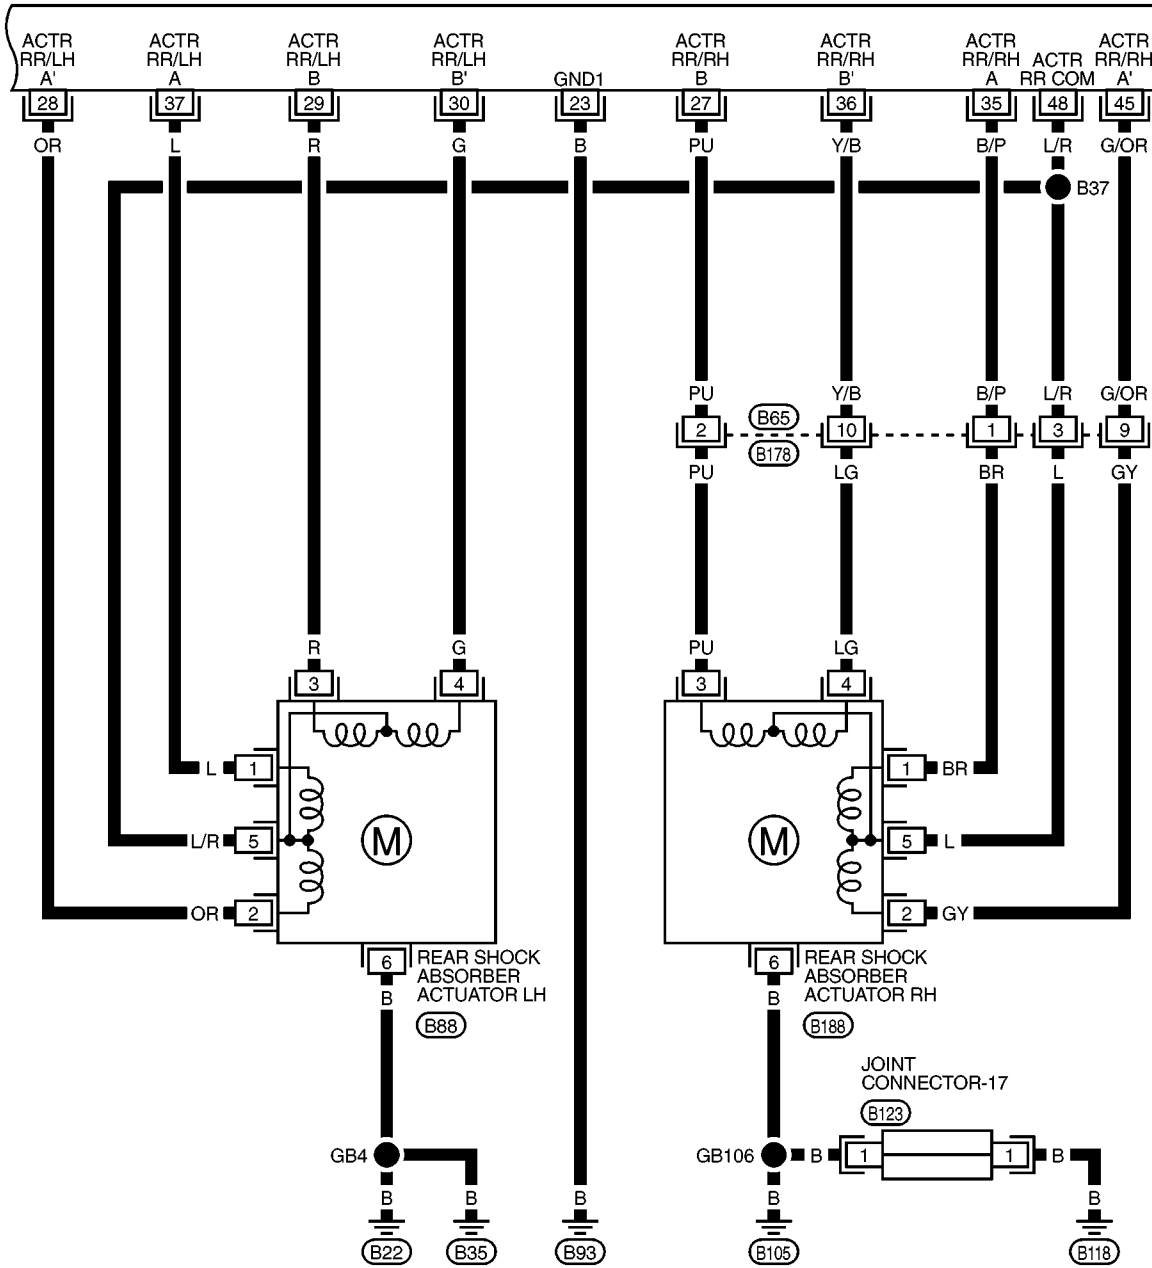 ACTR RR/LH A'
ACTR RR/LH A
ACTR RR/LH B
ACTR RR/LH B'
GND1
ACTR RR/RH B
ACTR RR/RH B'
ACTR RR/RH A
ACTR RR COM
ACTR RR/RH A'
28 37 29 30 23 27 36 35 48 45
OR L R G B PU Y/B B/P L/R G/OR
B37
PU Y/B B/P L/R G/OR
B65
2 10 1 3 9
B178
PU LG BR L GY
R G PU LG
3 4 3 4
L 1
1 BR
L/R 5
M
M
5 L
OR 2
2 GY
6
REAR SHOCK
ABSORBER
ACTUATOR LH
B
B88
6
REAR SHOCK
ABSORBER
ACTUATOR RH
B
B188
JOINT
CONNECTOR-17
B123
GB4
GB106
B 1 1 B
B B B B B
B22 B35 B93 B105 B118